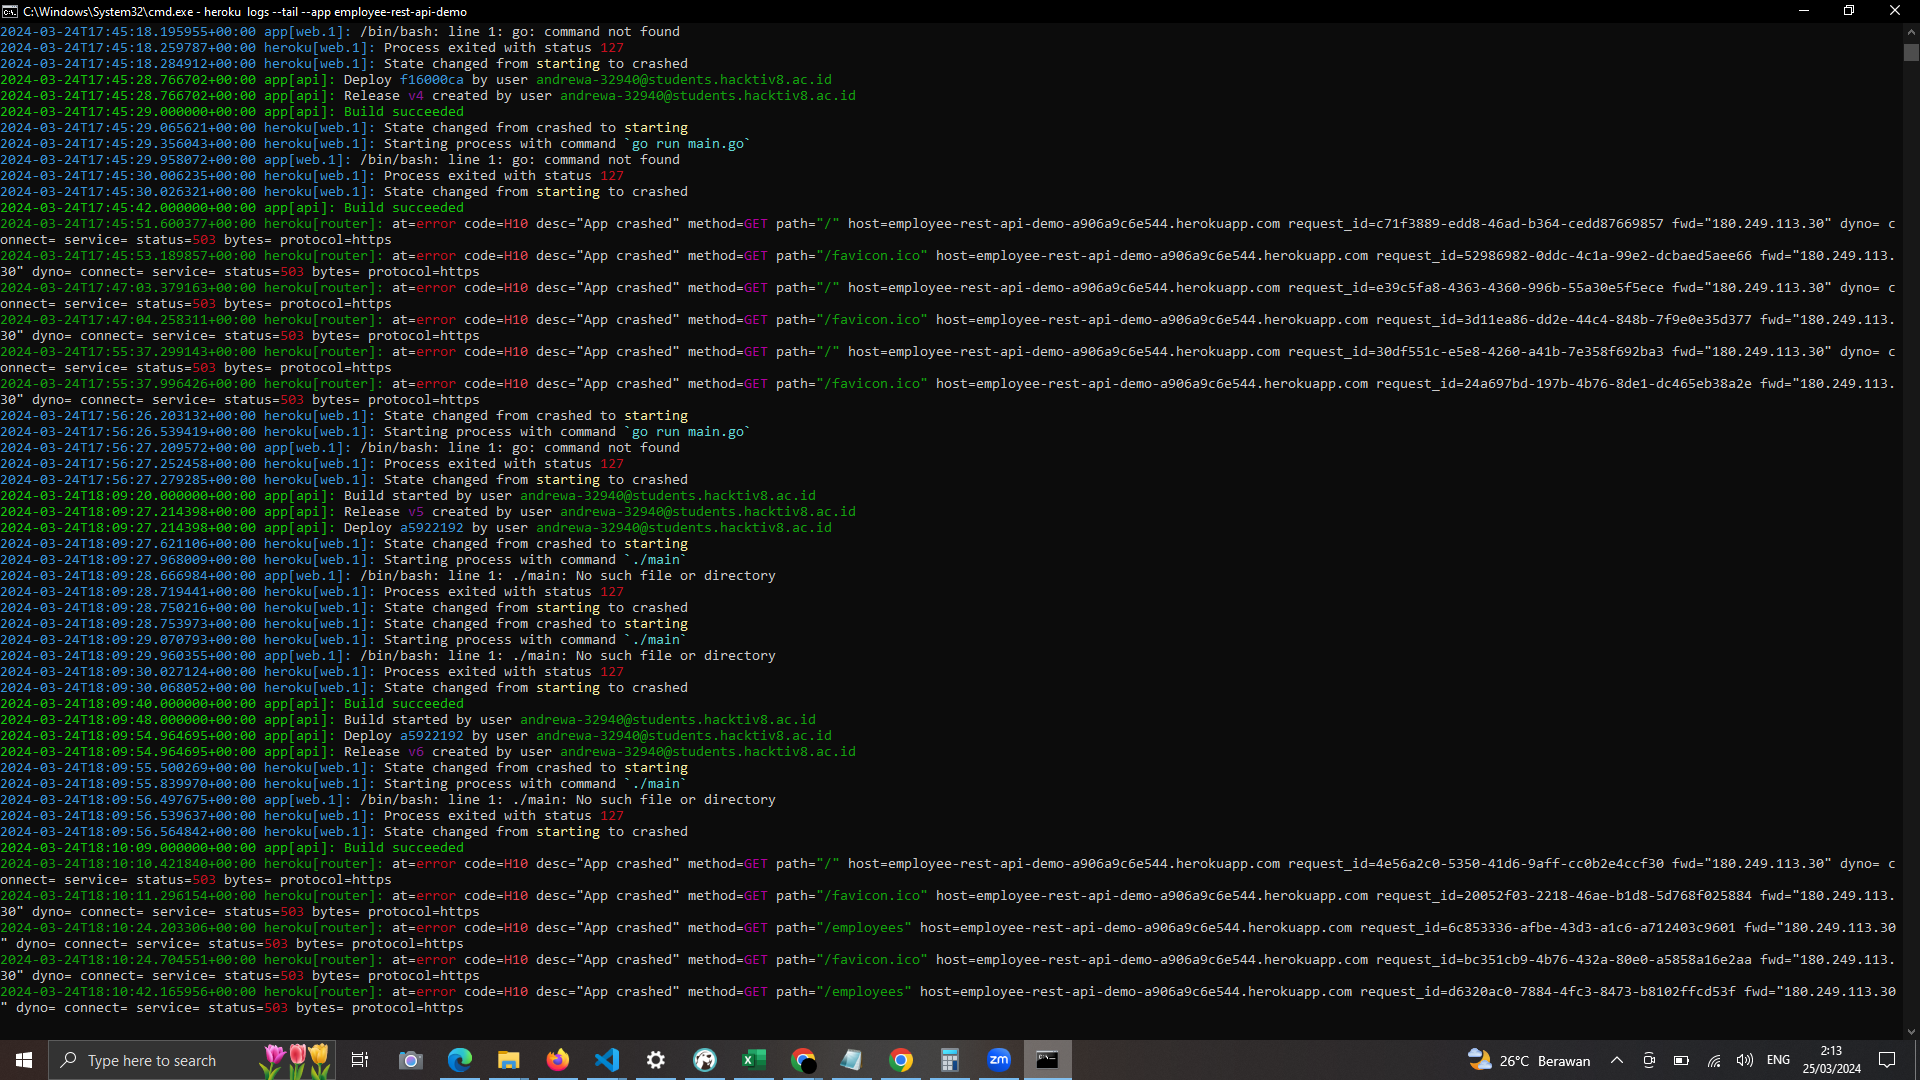 C:\Windows\System32\cmd.exe - heroku  logs --tail --app employee-rest-api-demo
2024-03-24T17:45:18.195955+00:00 app[web.1]: /bin/bash: line 1: go: command not found
2024-03-24T17:45:18.259787+00:00 heroku[web.1]: Process exited with status 127
2024-03-24T17:45:18.284912+00:00 heroku[web.1]: State changed from starting to crashed
2024-03-24T17:45:28.766702+00:00 app[api]: Deploy f16000ca by user andrewa-32940@students.hacktiv8.ac.id
2024-03-24T17:45:28.766702+00:00 app[api]: Release v4 created by user andrewa-32940@students.hacktiv8.ac.id
2024-03-24T17:45:29.000000+00:00 app[api]: Build succeeded
2024-03-24T17:45:29.065621+00:00 heroku[web.1]: State changed from crashed to starting
2024-03-24T17:45:29.356043+00:00 heroku[web.1]: Starting process with command `go run main.go`
2024-03-24T17:45:29.958072+00:00 app[web.1]: /bin/bash: line 1: go: command not found
2024-03-24T17:45:30.006235+00:00 heroku[web.1]: Process exited with status 127
2024-03-24T17:45:30.026321+00:00 heroku[web.1]: State changed from starting to crashed
2024-03-24T17:45:42.000000+00:00 app[api]: Build succeeded
2024-03-24T17:45:51.600377+00:00 heroku[router]: at=error code=H10 desc="App crashed" method=GET path="/" host=employee-rest-api-demo-a906a9c6e544.herokuapp.com request_id=c71f3889-edd8-46ad-b364-cedd87669857 fwd="180.249.113.30" dyno= c
onnect= service= status=503 bytes= protocol=https
2024-03-24T17:45:53.189857+00:00 heroku[router]: at=error code=H10 desc="App crashed" method=GET path="/favicon.ico" host=employee-rest-api-demo-a906a9c6e544.herokuapp.com request_id=52986982-0ddc-4c1a-99e2-dcbaed5aee66 fwd="180.249.113.
30" dyno= connect= service= status=503 bytes= protocol=https
2024-03-24T17:47:03.379163+00:00 heroku[router]: at=error code=H10 desc="App crashed" method=GET path="/" host=employee-rest-api-demo-a906a9c6e544.herokuapp.com request_id=e39c5fa8-4363-4360-996b-55a30e5f5ece fwd="180.249.113.30" dyno= c
onnect= service= status=503 bytes= protocol=https
2024-03-24T17:47:04.258311+00:00 heroku[router]: at=error code=H10 desc="App crashed" method=GET path="/favicon.ico" host=employee-rest-api-demo-a906a9c6e544.herokuapp.com request_id=3d11ea86-dd2e-44c4-848b-7f9e0e35d377 fwd="180.249.113.
30" dyno= connect= service= status=503 bytes= protocol=https
2024-03-24T17:55:37.299143+00:00 heroku[router]: at=error code=H10 desc="App crashed" method=GET path="/" host=employee-rest-api-demo-a906a9c6e544.herokuapp.com request_id=30df551c-e5e8-4260-a41b-7e358f692ba3 fwd="180.249.113.30" dyno= c
onnect= service= status=503 bytes= protocol=https
2024-03-24T17:55:37.996426+00:00 heroku[router]: at=error code=H10 desc="App crashed" method=GET path="/favicon.ico" host=employee-rest-api-demo-a906a9c6e544.herokuapp.com request_id=24a697bd-197b-4b76-8de1-dc465eb38a2e fwd="180.249.113.
30" dyno= connect= service= status=503 bytes= protocol=https
2024-03-24T17:56:26.203132+00:00 heroku[web.1]: State changed from crashed to starting
2024-03-24T17:56:26.539419+00:00 heroku[web.1]: Starting process with command `go run main.go`
2024-03-24T17:56:27.209572+00:00 app[web.1]: /bin/bash: line 1: go: command not found
2024-03-24T17:56:27.252458+00:00 heroku[web.1]: Process exited with status 127
2024-03-24T17:56:27.279285+00:00 heroku[web.1]: State changed from starting to crashed
2024-03-24T18:09:20.000000+00:00 app[api]: Build started by user andrewa-32940@students.hacktiv8.ac.id
2024-03-24T18:09:27.214398+00:00 app[api]: Release v5 created by user andrewa-32940@students.hacktiv8.ac.id
2024-03-24T18:09:27.214398+00:00 app[api]: Deploy a5922192 by user andrewa-32940@students.hacktiv8.ac.id
2024-03-24T18:09:27.621106+00:00 heroku[web.1]: State changed from crashed to starting
2024-03-24T18:09:27.968009+00:00 heroku[web.1]: Starting process with command `./main`
2024-03-24T18:09:28.666984+00:00 app[web.1]: /bin/bash: line 1: ./main: No such file or directory
2024-03-24T18:09:28.719441+00:00 heroku[web.1]: Process exited with status 127
2024-03-24T18:09:28.750216+00:00 heroku[web.1]: State changed from starting to crashed
2024-03-24T18:09:28.753973+00:00 heroku[web.1]: State changed from crashed to starting
2024-03-24T18:09:29.070793+00:00 heroku[web.1]: Starting process with command `./main`
2024-03-24T18:09:29.960355+00:00 app[web.1]: /bin/bash: line 1: ./main: No such file or directory
2024-03-24T18:09:30.027124+00:00 heroku[web.1]: Process exited with status 127
2024-03-24T18:09:30.068052+00:00 heroku[web.1]: State changed from starting to crashed
2024-03-24T18:09:40.000000+00:00 app[api]: Build succeeded
2024-03-24T18:09:48.000000+00:00 app[api]: Build started by user andrewa-32940@students.hacktiv8.ac.id
2024-03-24T18:09:54.964695+00:00 app[api]: Deploy a5922192 by user andrewa-32940@students.hacktiv8.ac.id
2024-03-24T18:09:54.964695+00:00 app[api]: Release v6 created by user andrewa-32940@students.hacktiv8.ac.id
2024-03-24T18:09:55.500269+00:00 heroku[web.1]: State changed from crashed to starting
2024-03-24T18:09:55.839970+00:00 heroku[web.1]: Starting process with command `./main`
2024-03-24T18:09:56.497675+00:00 app[web.1]: /bin/bash: line 1: ./main: No such file or directory
2024-03-24T18:09:56.539637+00:00 heroku[web.1]: Process exited with status 127
2024-03-24T18:09:56.564842+00:00 heroku[web.1]: State changed from starting to crashed
2024-03-24T18:10:09.000000+00:00 app[api]: Build succeeded
2024-03-24T18:10:10.421840+00:00 heroku[router]: at=error code=H10 desc="App crashed" method=GET path="/" host=employee-rest-api-demo-a906a9c6e544.herokuapp.com request_id=4e56a2c0-5350-41d6-9aff-cc0b2e4ccf30 fwd="180.249.113.30" dyno= c
onnect= service= status=503 bytes= protocol=https
2024-03-24T18:10:11.296154+00:00 heroku[router]: at=error code=H10 desc="App crashed" method=GET path="/favicon.ico" host=employee-rest-api-demo-a906a9c6e544.herokuapp.com request_id=20052f03-2218-46ae-b1d8-5d768f025884 fwd="180.249.113.
30" dyno= connect= service= status=503 bytes= protocol=https
2024-03-24T18:10:24.203306+00:00 heroku[router]: at=error code=H10 desc="App crashed" method=GET path="/employees" host=employee-rest-api-demo-a906a9c6e544.herokuapp.com request_id=6c853336-afbe-43d3-a1c6-a712403c9601 fwd="180.249.113.30
" dyno= connect= service= status=503 bytes= protocol=https
2024-03-24T18:10:24.704551+00:00 heroku[router]: at=error code=H10 desc="App crashed" method=GET path="/favicon.ico" host=employee-rest-api-demo-a906a9c6e544.herokuapp.com request_id=bc351cb9-4b76-432a-80e0-a5858a16e2aa fwd="180.249.113.
30" dyno= connect= service= status=503 bytes= protocol=https
2024-03-24T18:10:42.165956+00:00 heroku[router]: at=error code=H10 desc="App crashed" method=GET path="/employees" host=employee-rest-api-demo-a906a9c6e544.herokuapp.com request_id=d6320ac0-7884-4fc3-8473-b8102ffcd53f fwd="180.249.113.30
" dyno= connect= service= status=503 bytes= protocol=https
Type here to search
zm
26°C Berawan
ENG
2:13
25/03/2024